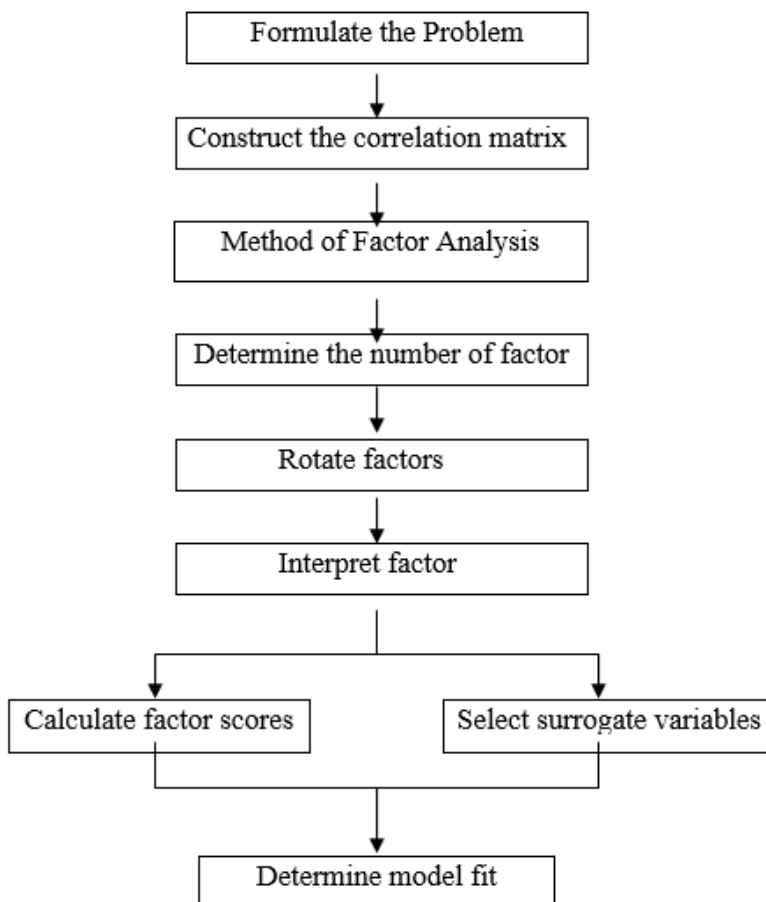 Formulate the Problem
Construct the correlation matrix
Method of Factor Analysis
Determine the number of factor
Rotate factors
Interpret factor
Calculate factor scores
Select surrogate variables
Determine model fit